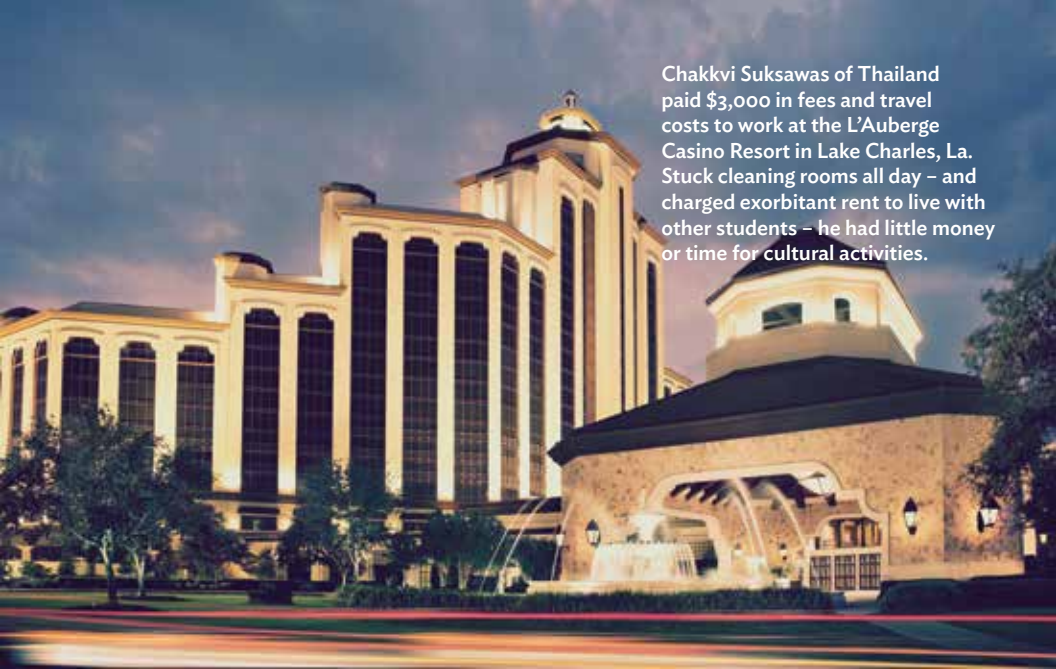 Chakkvi Suksawas of Thailand
paid $3,000 in fees and travel
costs to work at the L’Auberge
Casino Resort in Lake Charles, La.
Stuck cleaning rooms all day – and
charged exorbitant rent to live with
other students – he had little money
or time for cultural activities.